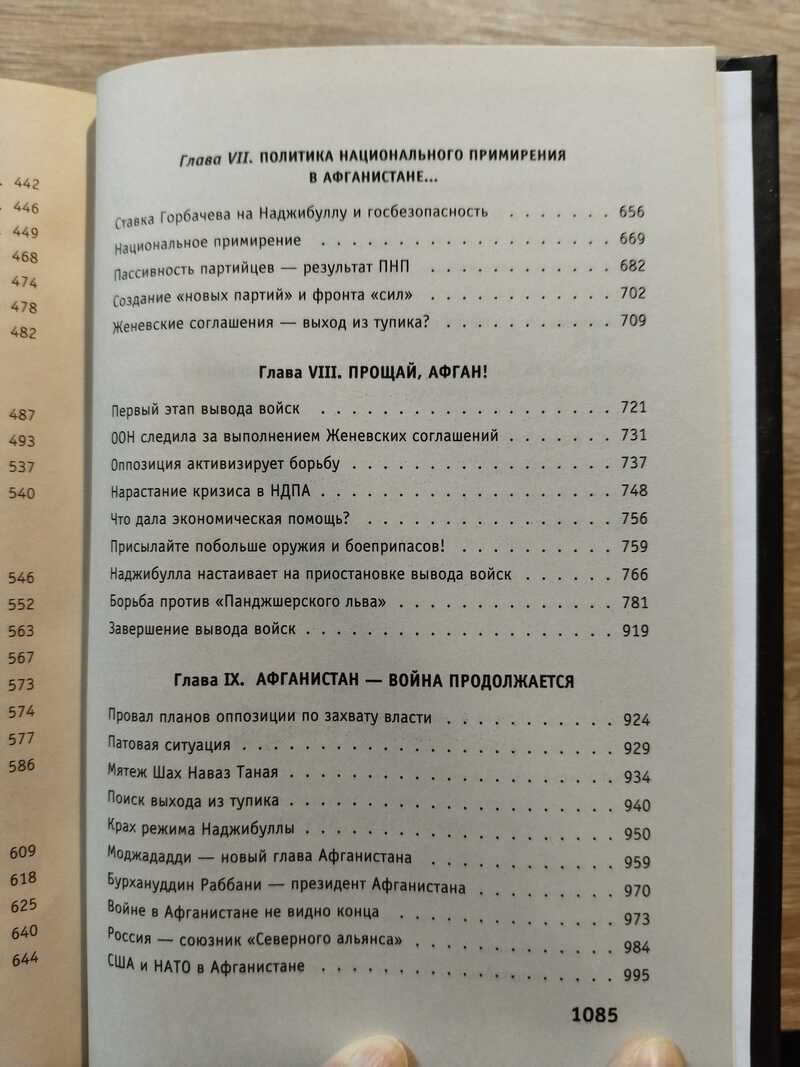 442
446
449
468
474
478
482
487
493
537
540
546
552
563
567
573
574
577
586
609
618
625
640
644
Глава VII. ПОЛИТИКА НАЦИОНАЛЬНОГО ПРИМИРЕНИЯ
В АФГАНИСТАНЕ...
Ставка Горбачева на Наджибуллу и госбезопасность . . . . . . . 656
Национальное примирение . . . . . . . . . . . . . . . . . . . . 669
Пассивность партийцев — результат ПНП . . . . . . . . . . . . 682
Создание «новых партий» и фронта «сил» . . . . . . . . . . . . 702
Женевские соглашения — выход из тупика? . . . . . . . . . . . 709
Глава VIII. ПРОЩАЙ, АФГАН!
Первый этап вывода войск . . . . . . . . . . . . . . . . . . . . 721
ООН следила за выполнением Женевских соглашений . . . . . . . 731
Оппозиция активизирует борьбу . . . . . . . . . . . . . . . . . 737
Нарастание кризиса в НДПА . . . . . . . . . . . . . . . . . . . 748
Что дала экономическая помощь? . . . . . . . . . . . . . . . . 756
Присылайте побольше оружия и боеприпасов! . . . . . . . . . . 759
Наджибулла настаивает на приостановке вывода войск . . . . . . 766
Борьба против «Панджшерского льва» . . . . . . . . . . . . . . 781
Завершение вывода войск . . . . . . . . . . . . . . . . . . . . 919
Глава IX. АФГАНИСТАН — ВОЙНА ПРОДОЛЖАЕТСЯ
Провал планов оппозиции по захвату власти . . . . . . . . . . . 924
Патовая ситуация . . . . . . . . . . . . . . . . . . . . . . . . 929
Мятеж Шах Наваз Таная . . . . . . . . . . . . . . . . . . . . . 934
Поиск выхода из тупика . . . . . . . . . . . . . . . . . . . . . 940
Крах режима Наджибуллы . . . . . . . . . . . . . . . . . . . . 950
Моджададди — новый глава Афганистана . . . . . . . . . . . . 959
Бурхануддин Раббани — президент Афганистана . . . . . . . . . 970
Войне в Афганистане не видно конца . . . . . . . . . . . . . . 973
Россия — союзник «Северного альянса» . . . . . . . . . . . . . 984
США и НАТО в Афганистане . . . . . . . . . . . . . . . . . . . 995
1085